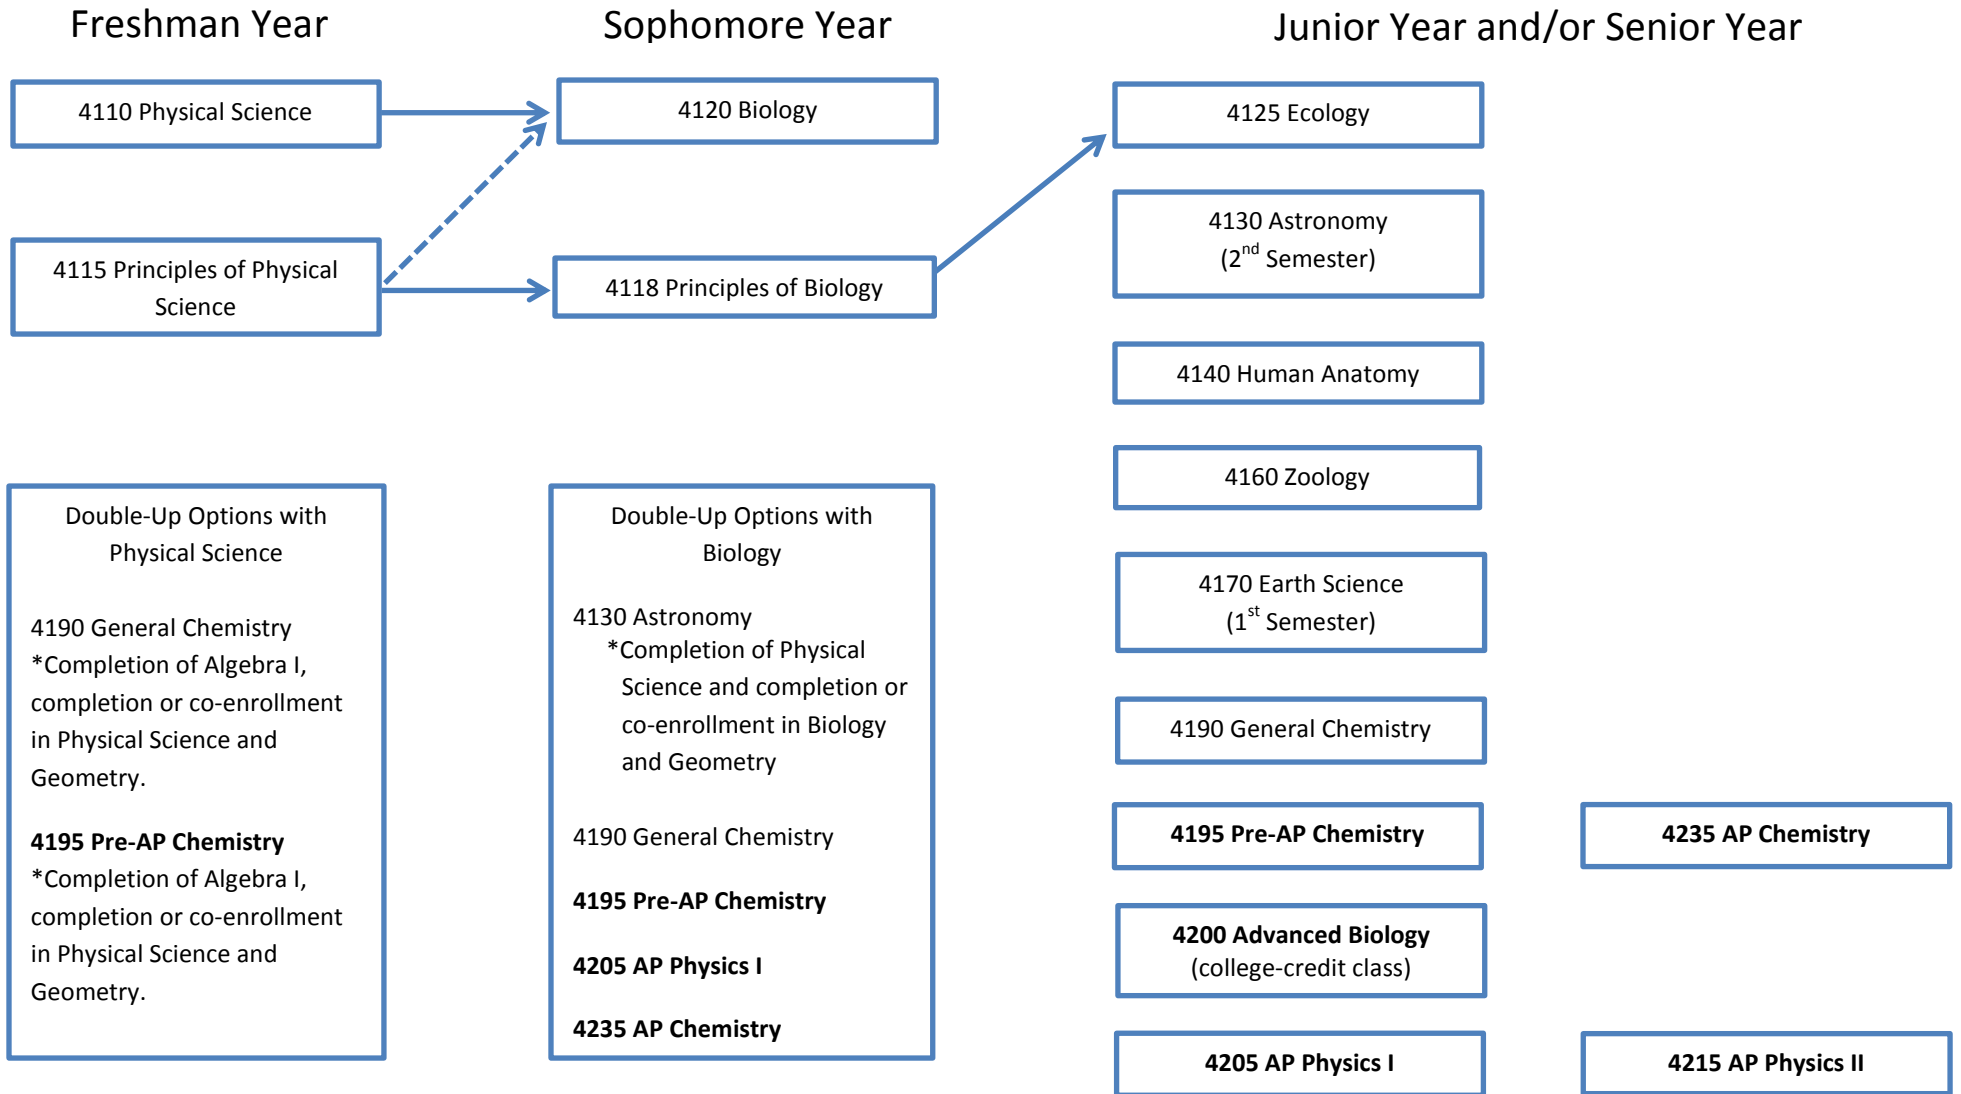 Freshman Year
Sophomore Year
Junior Year and/or Senior Year
4110 Physical Science
4120 Biology
4125 Ecology
4115 Principles of Physical
Science
4118 Principles of Biology
4130 Astronomy
(2nd Semester)
4140 Human Anatomy
4160 Zoology
4170 Earth Science
(1st Semester)
4190 General Chemistry
4195 Pre-AP Chemistry
4235 AP Chemistry
4200 Advanced Biology
(college-credit class)
4205 AP Physics I
4215 AP Physics II
Double-Up Options with
Physical Science
4190 General Chemistry
*Completion of Algebra I,
completion or co-enrollment
in Physical Science and
Geometry.
4195 Pre-AP Chemistry
*Completion of Algebra I,
completion or co-enrollment
in Physical Science and
Geometry.
Double-Up Options with
Biology
4130 Astronomy
*Completion of Physical
Science and completion or
co-enrollment in Biology
and Geometry
4190 General Chemistry
4195 Pre-AP Chemistry
4205 AP Physics I
4235 AP Chemistry